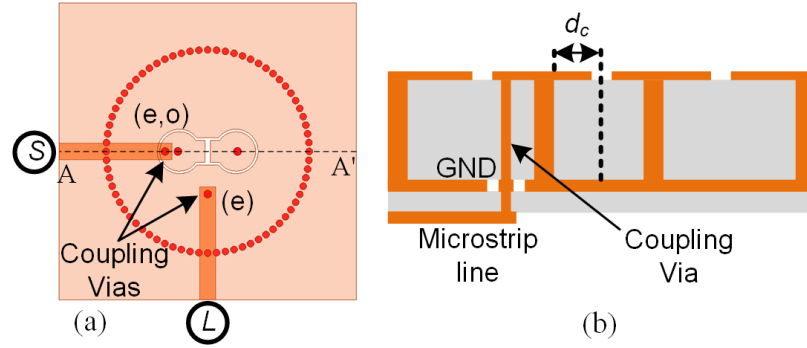 (e,o)
S
A
A'
(e)
Coupling
Vias
L
(a)
d_c
GND
Microstrip
line
Coupling
Via
(b)